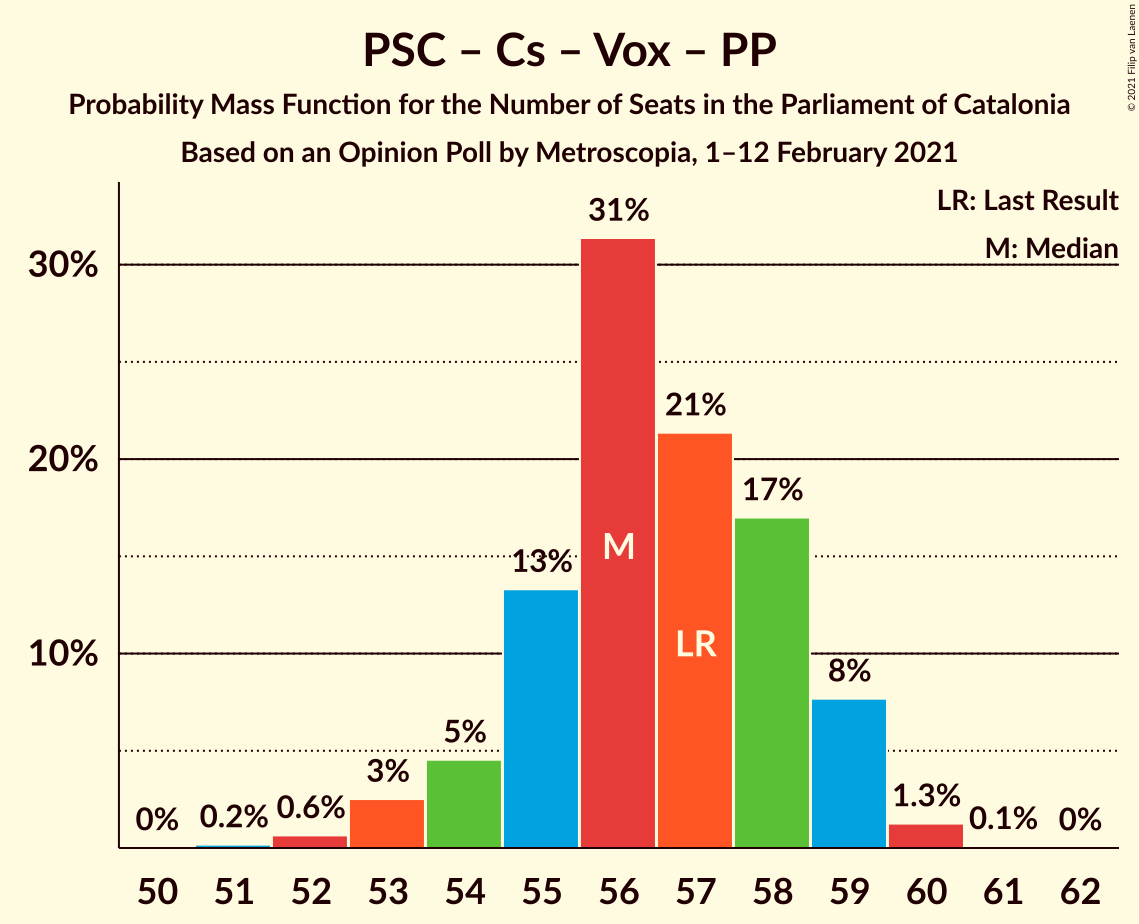 PSC – Cs – Vox – PP
Probability Mass Function for the Number of Seats in the Parliament of Catalonia
Based on an Opinion Poll by Metroscopia, 1–12 February 2021
© 2021 Filip van Laenen
LR: Last Result
M: Median
30%
20%
10%
0%
0.2%
0.6%
3%
5%
13%
31%
21%
17%
8%
1.3%
0.1%
0%
M
LR
50 51 52 53 54 55 56 57 58 59 60 61 62